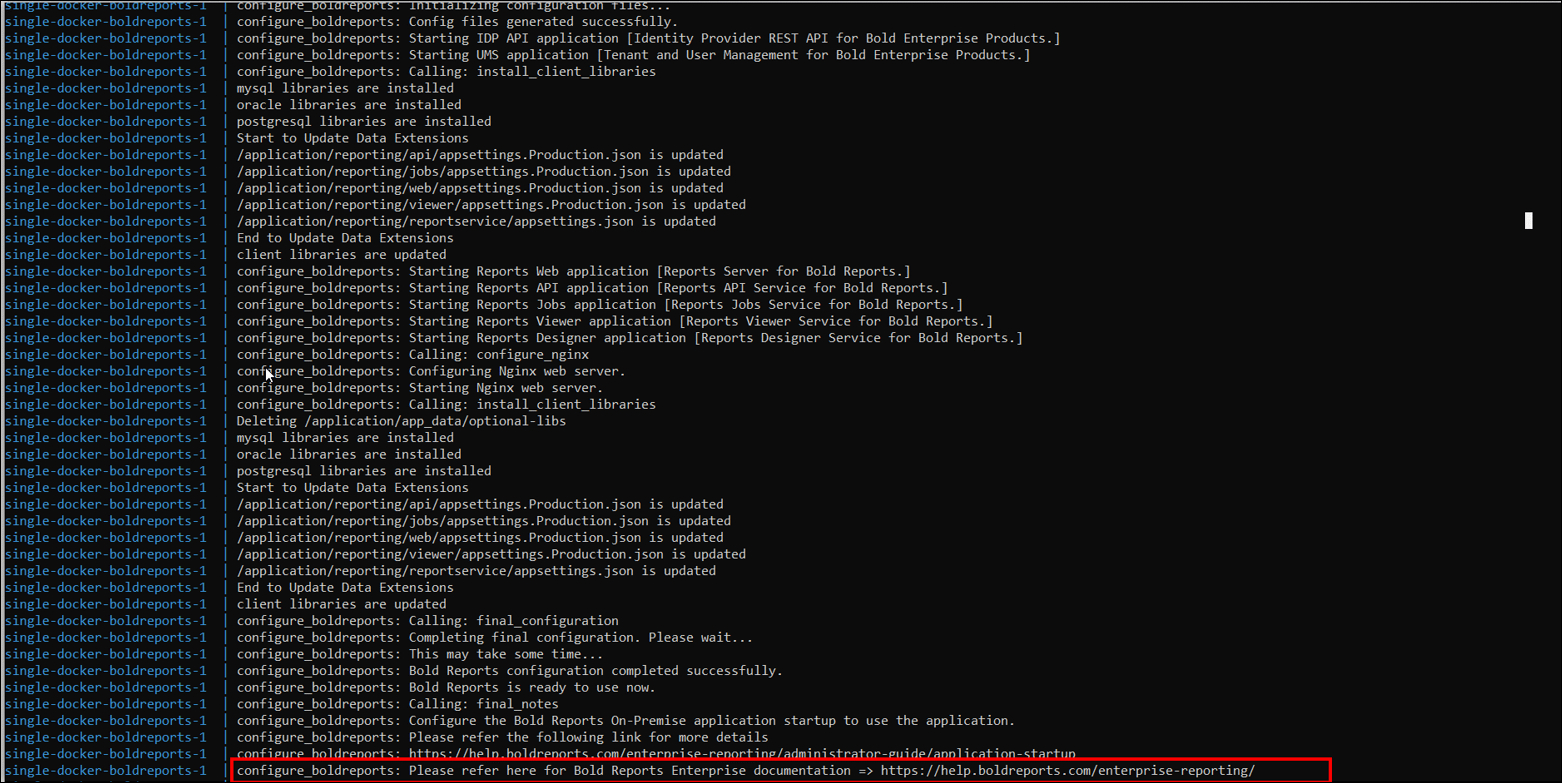 single-docker-boldreports-1 | configure_boldreports: Initializing configuration files...
single-docker-boldreports-1 | configure_boldreports: Config files generated successfully.
single-docker-boldreports-1 | configure_boldreports: Starting IDP API application [Identity Provider REST API for Bold Enterprise Products.]
single-docker-boldreports-1 | configure_boldreports: Starting UMS application [Tenant and User Management for Bold Enterprise Products.]
single-docker-boldreports-1 | configure_boldreports: Calling: install_client_libraries
single-docker-boldreports-1 | mysql libraries are installed
single-docker-boldreports-1 | oracle libraries are installed
single-docker-boldreports-1 | postgresql libraries are installed
single-docker-boldreports-1 | Start to Update Data Extensions
single-docker-boldreports-1 | /application/reporting/api/appsettings.Production.json is updated
single-docker-boldreports-1 | /application/reporting/jobs/appsettings.Production.json is updated
single-docker-boldreports-1 | /application/reporting/web/appsettings.Production.json is updated
single-docker-boldreports-1 | /application/reporting/viewer/appsettings.Production.json is updated
single-docker-boldreports-1 | /application/reporting/reportservice/appsettings.json is updated
single-docker-boldreports-1 | End to Update Data Extensions
single-docker-boldreports-1 | client libraries are updated
single-docker-boldreports-1 | configure_boldreports: Starting Reports Web application [Reports Server for Bold Reports.]
single-docker-boldreports-1 | configure_boldreports: Starting Reports API application [Reports API Service for Bold Reports.]
single-docker-boldreports-1 | configure_boldreports: Starting Reports Jobs application [Reports Jobs Service for Bold Reports.]
single-docker-boldreports-1 | configure_boldreports: Starting Reports Viewer application [Reports Viewer Service for Bold Reports.]
single-docker-boldreports-1 | configure_boldreports: Starting Reports Designer application [Reports Designer Service for Bold Reports.]
single-docker-boldreports-1 | configure_boldreports: Calling: configure_nginx
single-docker-boldreports-1 | configure_boldreports: Configuring Nginx web server.
single-docker-boldreports-1 | configure_boldreports: Starting Nginx web server.
single-docker-boldreports-1 | configure_boldreports: Calling: install_client_libraries
single-docker-boldreports-1 | Deleting /application/app_data/optional-libs
single-docker-boldreports-1 | mysql libraries are installed
single-docker-boldreports-1 | oracle libraries are installed
single-docker-boldreports-1 | postgresql libraries are installed
single-docker-boldreports-1 | Start to Update Data Extensions
single-docker-boldreports-1 | /application/reporting/api/appsettings.Production.json is updated
single-docker-boldreports-1 | /application/reporting/jobs/appsettings.Production.json is updated
single-docker-boldreports-1 | /application/reporting/web/appsettings.Production.json is updated
single-docker-boldreports-1 | /application/reporting/viewer/appsettings.Production.json is updated
single-docker-boldreports-1 | /application/reporting/reportservice/appsettings.json is updated
single-docker-boldreports-1 | End to Update Data Extensions
single-docker-boldreports-1 | client libraries are updated
single-docker-boldreports-1 | configure_boldreports: Calling: final_configuration
single-docker-boldreports-1 | configure_boldreports: Completing final configuration. Please wait...
single-docker-boldreports-1 | configure_boldreports: This may take some time...
single-docker-boldreports-1 | configure_boldreports: Bold Reports configuration completed successfully.
single-docker-boldreports-1 | configure_boldreports: Bold Reports is ready to use now.
single-docker-boldreports-1 | configure_boldreports: Calling: final_notes
single-docker-boldreports-1 | configure_boldreports: Configure the Bold Reports On-Premise application startup to use the application.
single-docker-boldreports-1 | configure_boldreports: Please refer the following link for more details
single-docker-boldreports-1 | configure_boldreports: https://help.boldreports.com/enterprise-reporting/administrator-guide/application-startup
single-docker-boldreports-1 | configure_boldreports: Please refer here for Bold Reports Enterprise documentation => https://help.boldreports.com/enterprise-reporting/